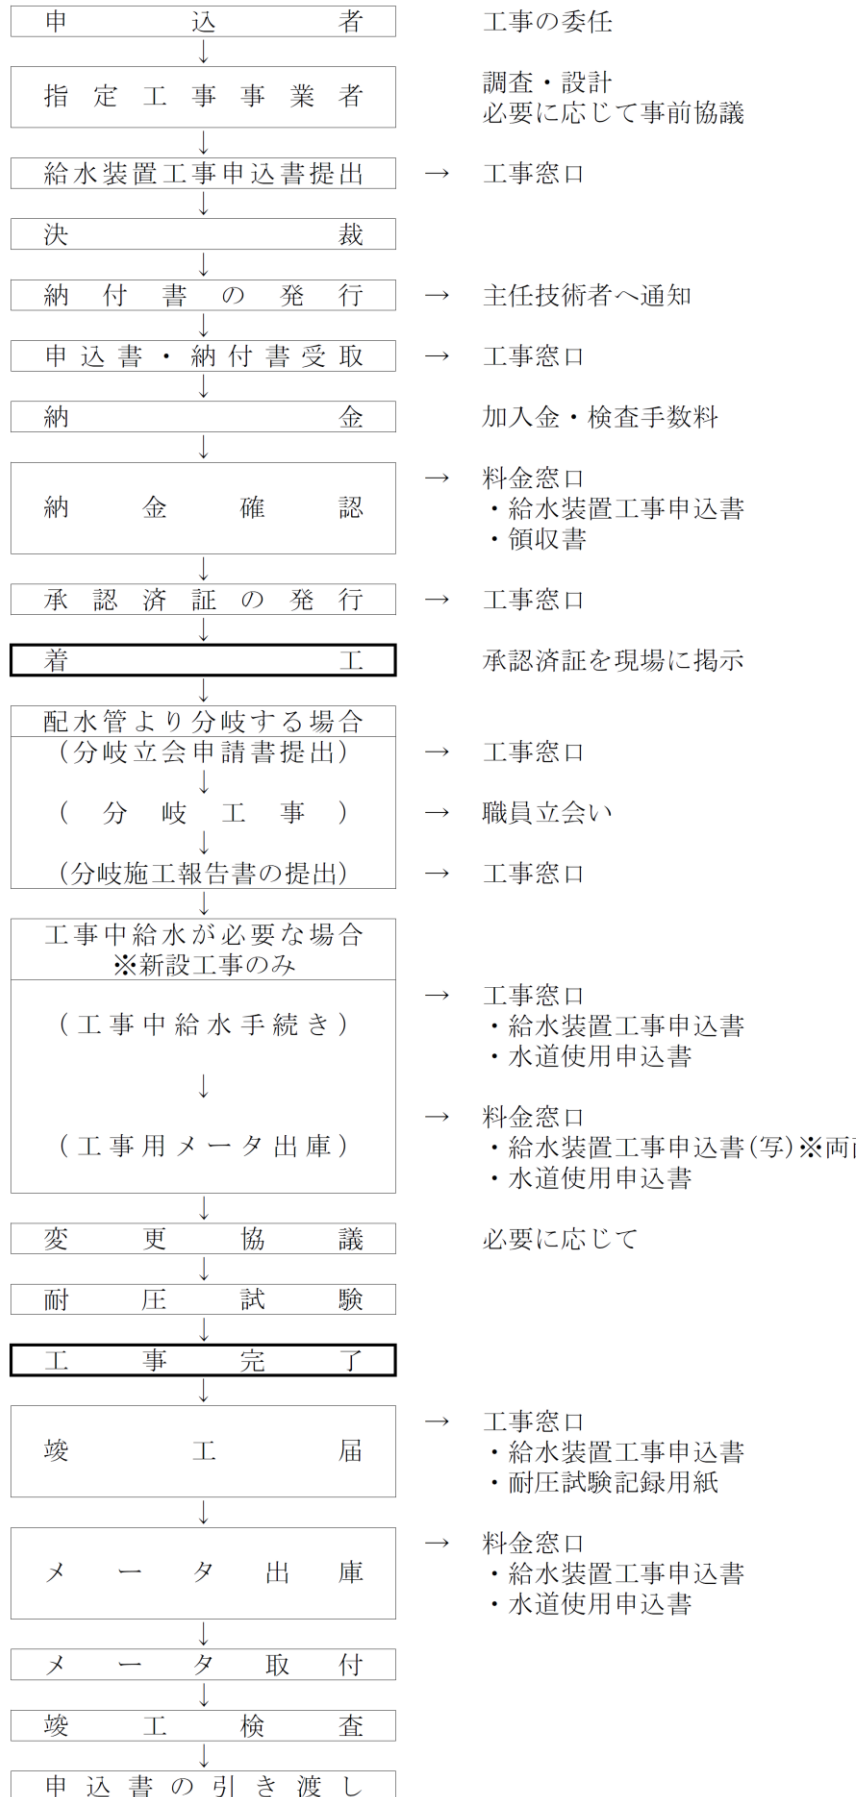 申込者 工事の委任
↓
調査・設計
指定工事事業者
必要に応じて事前協議
↓
給水装置工事申込書提出 → 工事窓口
↓
決裁
↓
納付書の発行 → 主任技術者へ通知
↓
申込書・納付書受取 → 工事窓口
↓
納金 加入金・検査手数料
↓
→ 料金窓口
納金確認 ・給水装置工事申込書
・領収書
↓
承認済証の発行 → 工事窓口
↓
着工 承認済証を現場に掲示
↓
配水管より分岐する場合
(分岐立会申請書提出) → 工事窓口
↓
(分岐工事) → 職員立会い
↓
(分岐施工報告書の提出) → 工事窓口
↓
工事中給水が必要な場合
※新設工事のみ
→ 工事窓口
(工事中給水手続き) ・給水装置工事申込書
・水道使用申込書
↓
→ 料金窓口
(工事用メータ出庫) ・給水装置工事申込書(写)※両
・水道使用申込書
↓
変更協議 必要に応じて
↓
耐圧試験
↓
工事完了
↓
→ 工事窓口
竣工届 ・給水装置工事申込書
・耐圧試験記録用紙
↓
→ 料金窓口
メータ出庫 ・給水装置工事申込書
・水道使用申込書
↓
メータ取付
↓
竣工検査
↓
申込書の引き渡し